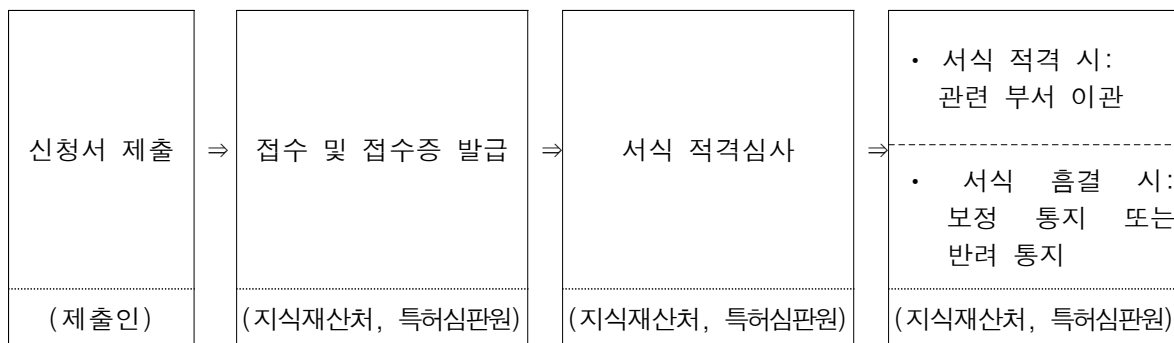 신청서 제출
⇒
접수 및 접수증 발급
⇒
서식 적격심사
⇒
• 서식 적격 시:
관련 부서 이관
• 서식 흠결 시:
보정 통지 또는
반려 통지
(제출인)
(지식재산처, 특허심판원)
(지식재산처, 특허심판원)
(지식재산처, 특허심판원)